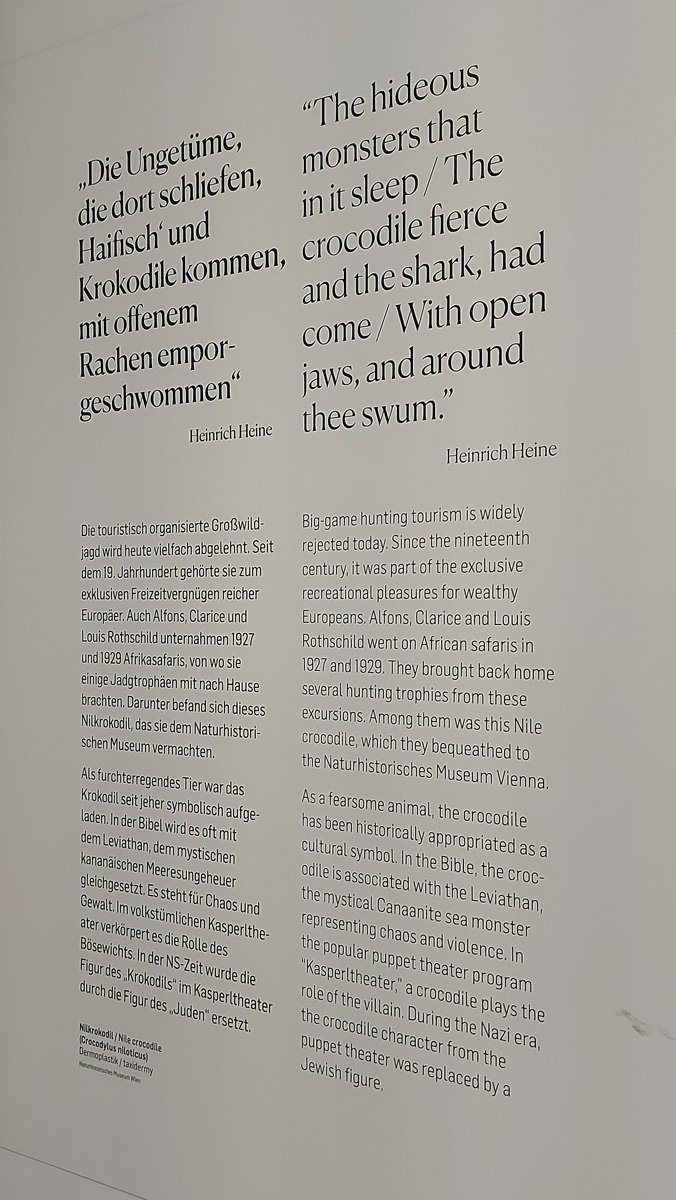 „Die Ungetüme,
die dort schliefen,
Haifisch‘ und
Krokodile kommen,
mit offenem
Rachen empor-
geschwommen“
Heinrich Heine
Die touristisch organisierte Großwild-
jagd wird heute vielfach abgelehnt. Seit
dem 19. Jahrhundert gehörte sie zum
exklusiven Freizeitvergnügen reicher
Europäer. Auch Alfons, Clarice und
Louis Rothschild unternahmen 1927
und 1929 Afrikasafaris, von wo sie
einige Jadgtrophäen mit nach Hause
brachten. Darunter befand sich dieses
Nilkrokodil, das sie dem Naturhistori-
schen Museum vermachten.
Als furchterregendes Tier war das
Krokodil seit jeher symbolisch aufge-
laden. In der Bibel wird es oft mit
dem Leviathan, dem mystischen
kanaanäischen Meeresungeheuer
gleichgesetzt. Es steht für Chaos und
Gewalt. Im volkstümlichen Kasperlthe-
ater verkörpert es die Rolle des
Bösewichts. In der NS-Zeit wurde die
Figur des „Krokodils“ im Kasperltheater
durch die Figur des „Juden“ ersetzt.
Nilkrokodil / Nile crocodile
(Crocodylus niloticus)
Dermoplastik / taxidermy
Naturhistorisches Museum Wien
“The hideous
monsters that
in it sleep / The
crocodile fierce
and the shark, had
come / With open
jaws, and around
thee swum.”
Heinrich Heine
Big-game hunting tourism is widely
rejected today. Since the nineteenth
century, it was part of the exclusive
recreational pleasures for wealthy
Europeans. Alfons, Clarice and Louis
Rothschild went on African safaris in
1927 and 1929. They brought back home
several hunting trophies from these
excursions. Among them was this Nile
crocodile, which they bequeathed to
the Naturhistorisches Museum Vienna.
As a fearsome animal, the crocodile
has been historically appropriated as a
cultural symbol. In the Bible, the croc-
odile is associated with the Leviathan,
the mystical Canaanite sea monster
representing chaos and violence. In
the popular puppet theater program
"Kasperltheater," a crocodile plays the
role of the villain. During the Nazi era,
the crocodile character from the
puppet theater was replaced by a
Jewish figure.